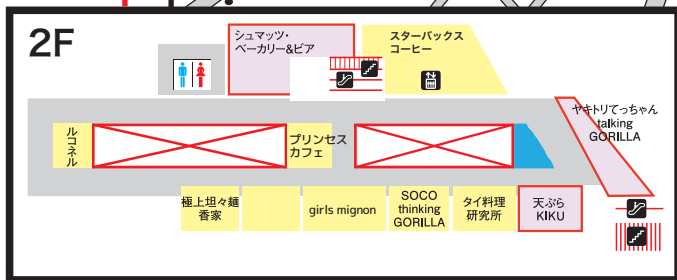 2F
シュマッツ・
ベーカリー&ビア
スターバックス
コーヒー
ヤキトリてっちゃん
talking
GORILLA
ルコネル
プリンセス
カフェ
極上坦々麺
香家
girls mignon
SOCO
thinking
GORILLA
タイ料理
研究所
天ぷら
KIKU